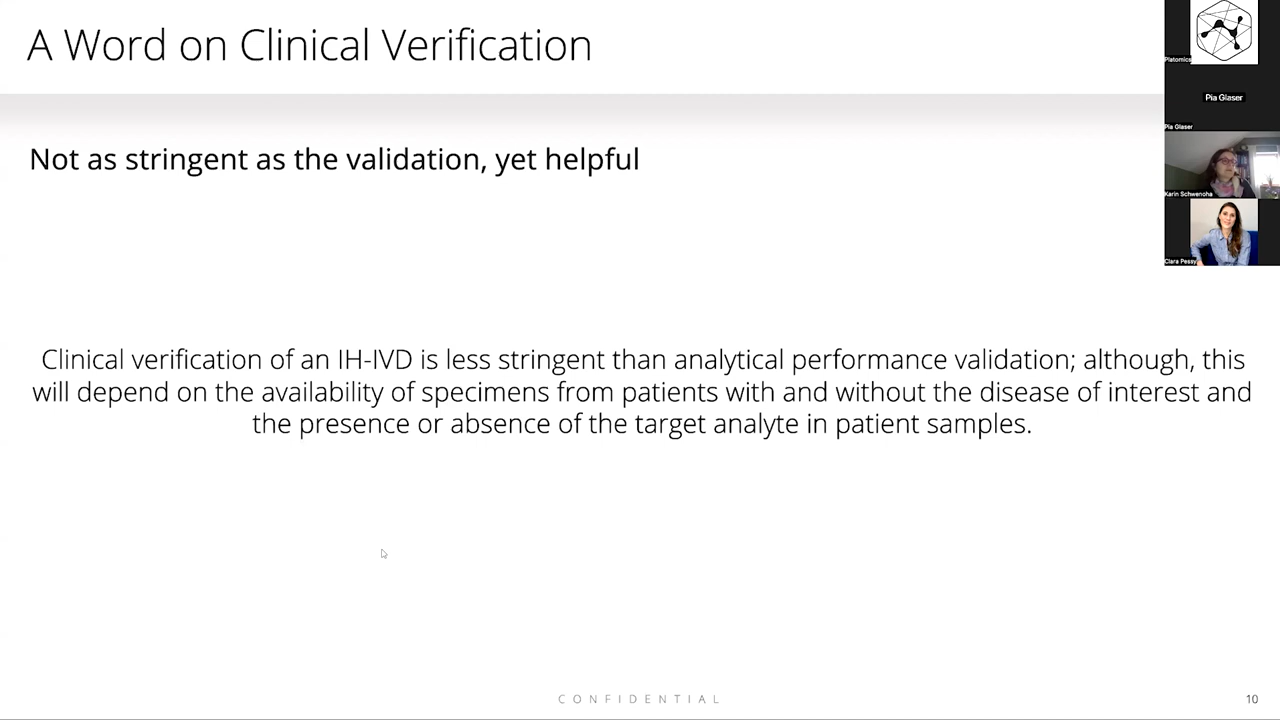 A Word on Clinical Verification
Not as stringent as the validation, yet helpful
Clinical verification of an IH-IVD is less stringent than analytical performance validation; although, this
will depend on the availability of specimens from patients with and without the disease of interest and
the presence or absence of the target analyte in patient samples.
CONFIDENTIAL
10
Platomics
Pia Glaser
Pia Glaser
Karin Schwenoha
Clara Pessy